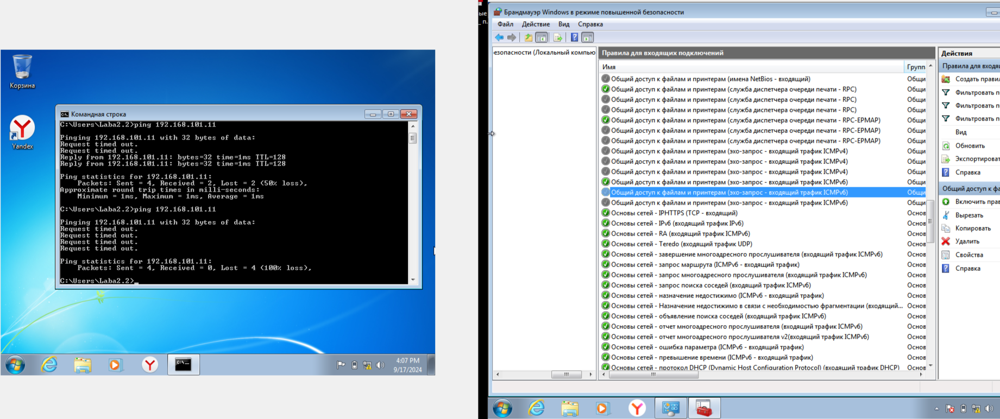 Корзина
Yandex
Командная строка
C:\Users\Laba2.2>ping 192.168.101.11
Pinging 192.168.101.11 with 32 bytes of data:
Request timed out.
Request timed out.
Reply from 192.168.101.11: bytes=32 time=1ms TTL=128
Reply from 192.168.101.11: bytes=32 time=1ms TTL=128
Ping statistics for 192.168.101.11:
Packets: Sent = 4, Received = 2, Lost = 2 (50% loss),
Approximate round trip times in milli-seconds:
Minimum = 1ms, Maximum = 1ms, Average = 1ms
C:\Users\Laba2.2>ping 192.168.101.11
Pinging 192.168.101.11 with 32 bytes of data:
Request timed out.
Request timed out.
Request timed out.
Request timed out.
Ping statistics for 192.168.101.11:
Packets: Sent = 4, Received = 0, Lost = 4 (100% loss),
C:\Users\Laba2.2>_
4:07 PM
9/17/2024
ые
_ п.
Брандмауэр Windows в режиме повышенной безопасности
Файл Действие Вид Справка
езопасности (Локальный компью
Правила для входящих подключений
Имя Групп
Общий доступ к файлам и принтерам (имена NetBios - входящий) Общи
Общий доступ к файлам и принтерам (служба диспетчера очереди печати - RPC) Общи
Общий доступ к файлам и принтерам (служба диспетчера очереди печати - RPC) Общи
Общий доступ к файлам и принтерам (служба диспетчера очереди печати - RPC) Общи
Общий доступ к файлам и принтерам (служба диспетчера очереди печати - RPC-EPMAP) Общи
Общий доступ к файлам и принтерам (служба диспетчера очереди печати - RPC-EPMAP) Общи
Общий доступ к файлам и принтерам (служба диспетчера очереди печати - RPC-EPMAP) Общи
Общий доступ к файлам и принтерам (эхо-запрос - входящий трафик ICMPv4) Общи
Общий доступ к файлам и принтерам (эхо-запрос - входящий трафик ICMPv4) Общи
Общий доступ к файлам и принтерам (эхо-запрос - входящий трафик ICMPv4) Общи
Общий доступ к файлам и принтерам (эхо-запрос - входящий трафик ICMPv6) Общи
Общий доступ к файлам и принтерам (эхо-запрос - входящий трафик ICMPv6) Общи
Общий доступ к файлам и принтерам (эхо-запрос - входящий трафик ICMPv6) Общи
Основы сетей - IPHTTPS (TCP - входящий) Основ
Основы сетей - IPv6 (входящий трафик IPv6) Основ
Основы сетей - RA (входящий трафик ICMPv6) Основ
Основы сетей - Teredo (входящий трафик UDP) Основ
Основы сетей - завершение многоадресного прослушивателя (входящий трафик ICMPv6) Основ
Основы сетей - запрос маршрута (ICMPv6 - входящий трафик) Основ
Основы сетей - запрос многоадресного прослушивателя (входящий трафик ICMPv6) Основ
Основы сетей - запрос поиска соседей (входящий трафик ICMPv6) Основ
Основы сетей - назначение недостижимо (ICMPv6 - входящий трафик) Основ
Основы сетей - Назначение недостижимо в связи с необходимостью фрагментации (входящий... Основ
Основы сетей - объявление поиска соседей (входящий трафик ICMPv6) Основ
Основы сетей - отчет многоадресного прослушивателя (входящий трафик ICMPv6) Основ
Основы сетей - отчет многоадресного прослушивателя v2(входящий трафик ICMPv6) Основ
Основы сетей - ошибка параметра (ICMPv6 - входящий трафик) Основ
Основы сетей - превышение времени (ICMPv6 - входящий трафик) Основ
Основы сетей - протокол DHCP (Dynamic Host Configuration Protocol) (входящий трафик DHCP) Основ
Действия
Правила для входящ
Создать правил
Фильтровать п
Фильтровать п
Фильтровать п
Вид
Обновить
Экспортироват
Справка
Общий доступ к фа
Включить прав
Вырезать
Копировать
Удалить
Свойства
Справка